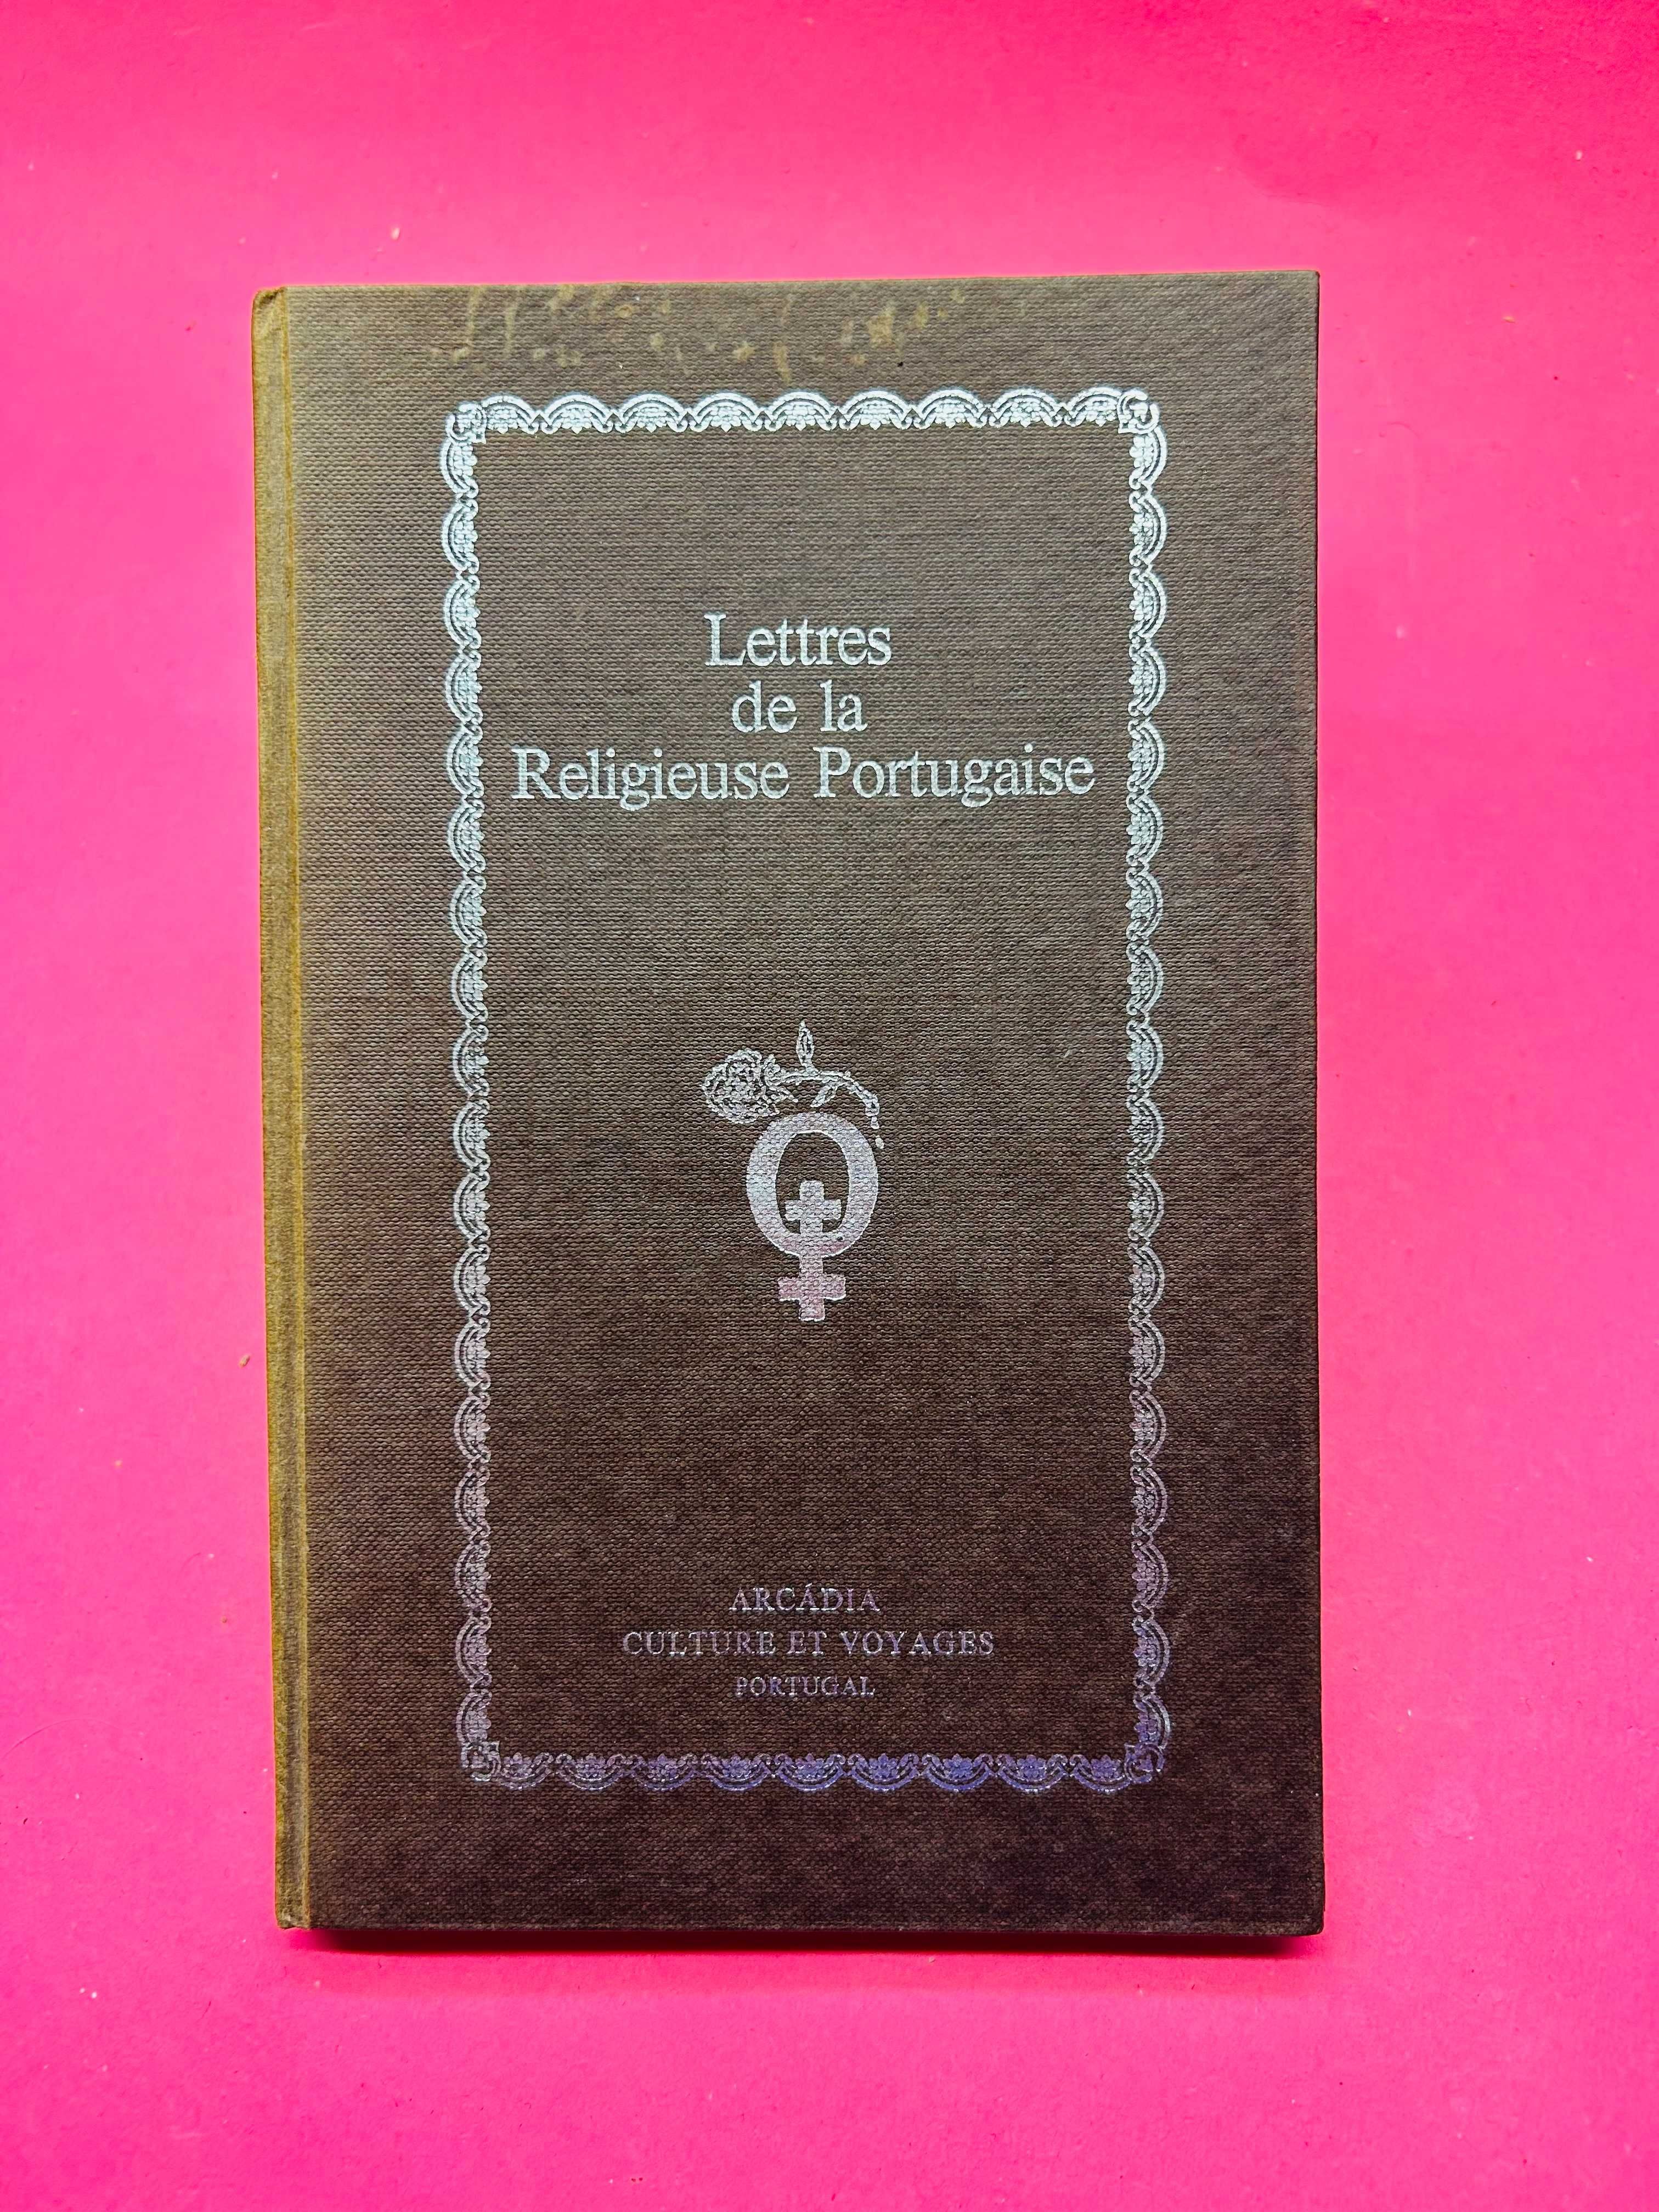 Lettres
de la
Religieuse Portugaise
ARCÁDIA
CULTURE ET VOYAGES
PORTUGAL